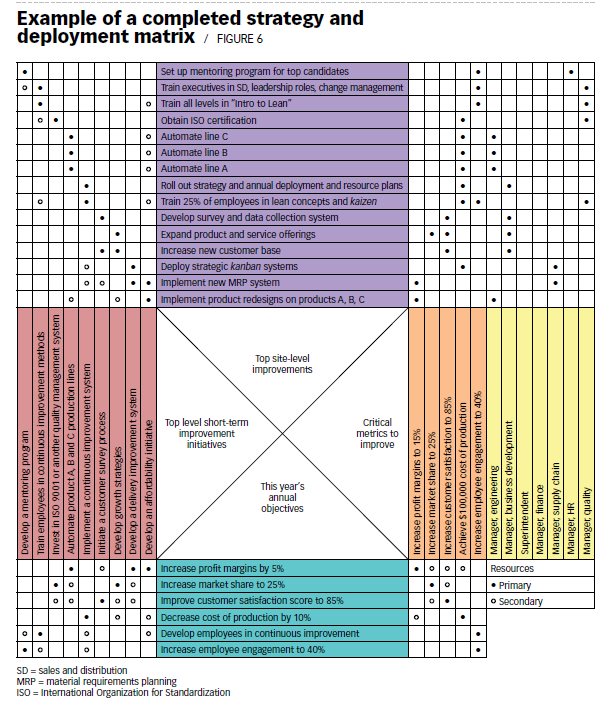 Example of a completed strategy and
deployment matrix / FIGURE 6
Set up mentoring program for top candidates
Train executives in SD, leadership roles, change management
Train all levels in "Intro to Lean"
Obtain ISO certification
Automate line C
Automate line B
Automate line A
Roll out strategy and annual deployment and resource plans
Train 25% of employees in lean concepts and kaizen
Develop survey and data collection system
Expand product and service offerings
Increase new customer base
Deploy strategic kanban systems
Implement new MRP system
Implement product redesigns on products A, B, C
Develop a mentoring program
Train employees in continuous improvement methods
Invest in ISO 9001 or another quality management system
Automate product A, B and C production lines
Implement a continuous improvement system
Initiate a customer survey process
Develop growth strategies
Develop a delivery improvement system
Develop an affordability initiative
Top site-level
improvements
Top level short-term
improvement
initiatives
Critical
metrics to
improve
This year's
annual
objectives
Increase profit margins to 15%
Increase market share to 25%
Increase customer satisfaction to 85%
Achieve $100,000 cost of production
Increase employee engagement to 40%
Manager, engineering
Manager, business development
Superintendent
Manager, finance
Manager, supply chain
Manager, HR
Manager, quality
Increase profit margins by 5%
Resources
Increase market share to 25%
• Primary
Improve customer satisfaction score to 85%
o Secondary
Decrease cost of production by 10%
Develop employees in continuous improvement
Increase employee engagement to 40%
SD = sales and distribution
MRP = material requirements planning
ISO = International Organization for Standardization